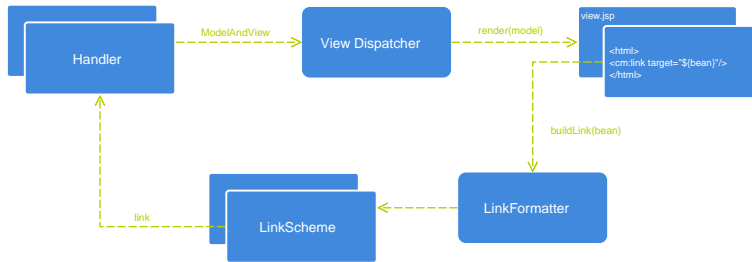 view.jsp
ModelAndView
render(model)
Handler
View Dispatcher
<html>
<cm:link target="${bean}"/>
</html>
buildLink(bean)
link
LinkScheme
LinkFormatter